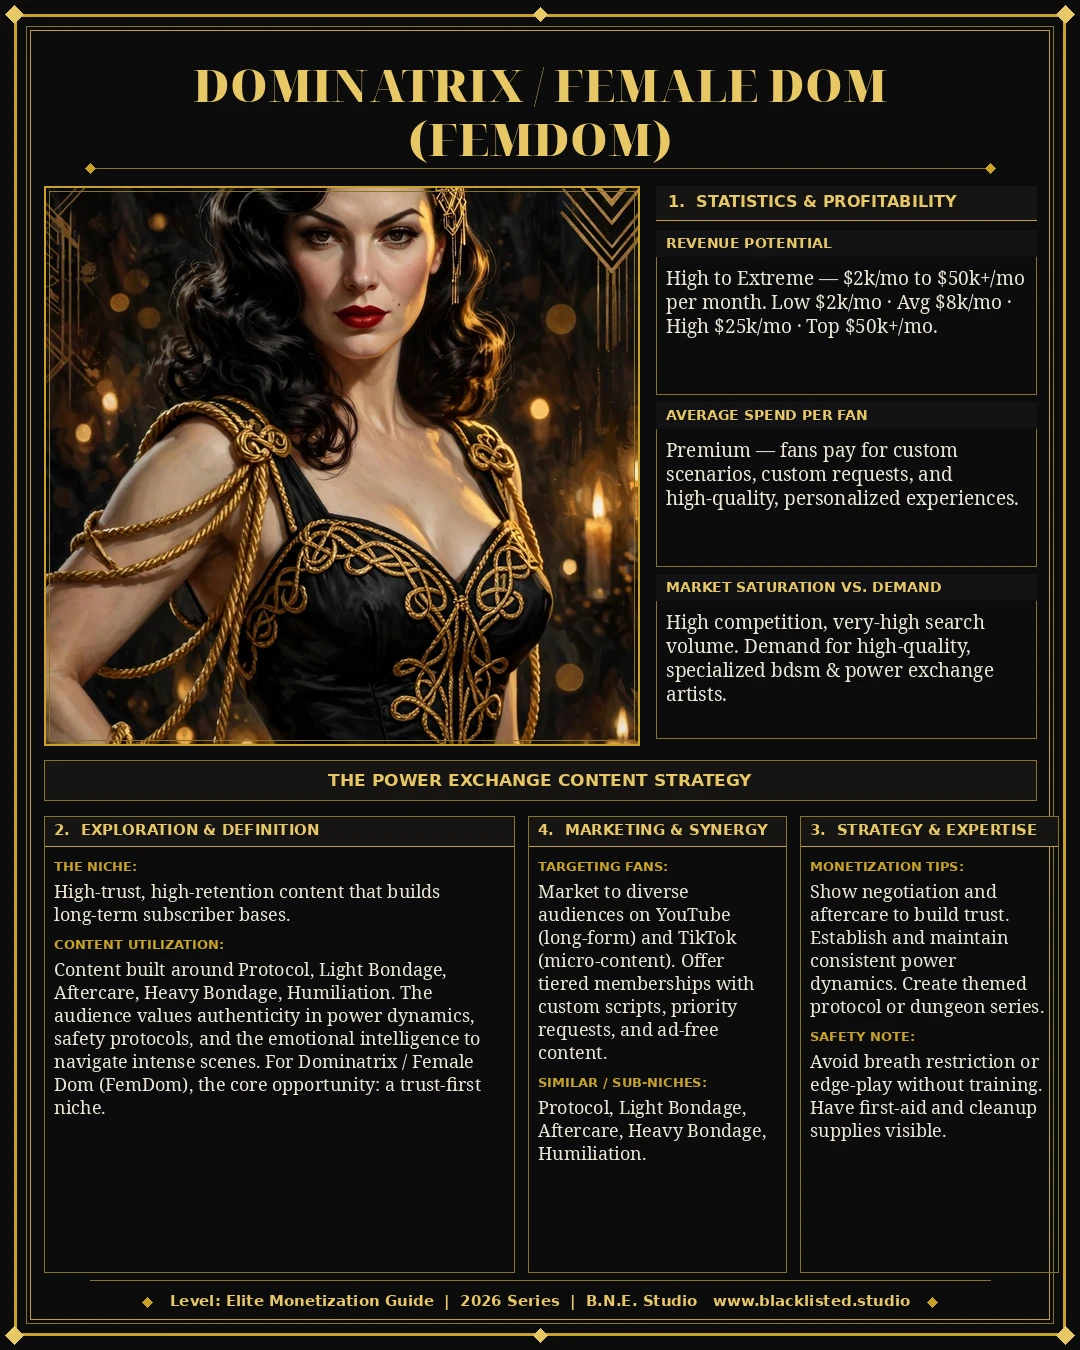 DOMINATRIX / FEMALE DOM
(FEMDOM)
1. STATISTICS & PROFITABILITY
REVENUE POTENTIAL
High to Extreme — $2k/mo to $50k+/mo
per month. Low $2k/mo · Avg $8k/mo ·
High $25k/mo · Top $50k+/mo.
AVERAGE SPEND PER FAN
Premium — fans pay for custom
scenarios, custom requests, and
high-quality, personalized experiences.
MARKET SATURATION VS. DEMAND
High competition, very-high search
volume. Demand for high-quality,
specialized bdsm & power exchange
artists.
THE POWER EXCHANGE CONTENT STRATEGY
2. EXPLORATION & DEFINITION
THE NICHE:
High-trust, high-retention content that builds
long-term subscriber bases.
CONTENT UTILIZATION:
Content built around Protocol, Light Bondage,
Aftercare, Heavy Bondage, Humiliation. The
audience values authenticity in power dynamics,
safety protocols, and the emotional intelligence to
navigate intense scenes. For Dominatrix / Female
Dom (FemDom), the core opportunity: a trust-first
niche.
4. MARKETING & SYNERGY
TARGETING FANS:
Market to diverse
audiences on YouTube
(long-form) and TikTok
(micro-content). Offer
tiered memberships with
custom scripts, priority
requests, and ad-free
content.
SIMILAR / SUB-NICHES:
Protocol, Light Bondage,
Aftercare, Heavy Bondage,
Humiliation.
3. STRATEGY & EXPERTISE
MONETIZATION TIPS:
Show negotiation and
aftercare to build trust.
Establish and maintain
consistent power
dynamics. Create themed
protocol or dungeon series.
SAFETY NOTE:
Avoid breath restriction or
edge-play without training.
Have first-aid and cleanup
supplies visible.
Level: Elite Monetization Guide | 2026 Series | B.N.E. Studio www.blacklisted.studio